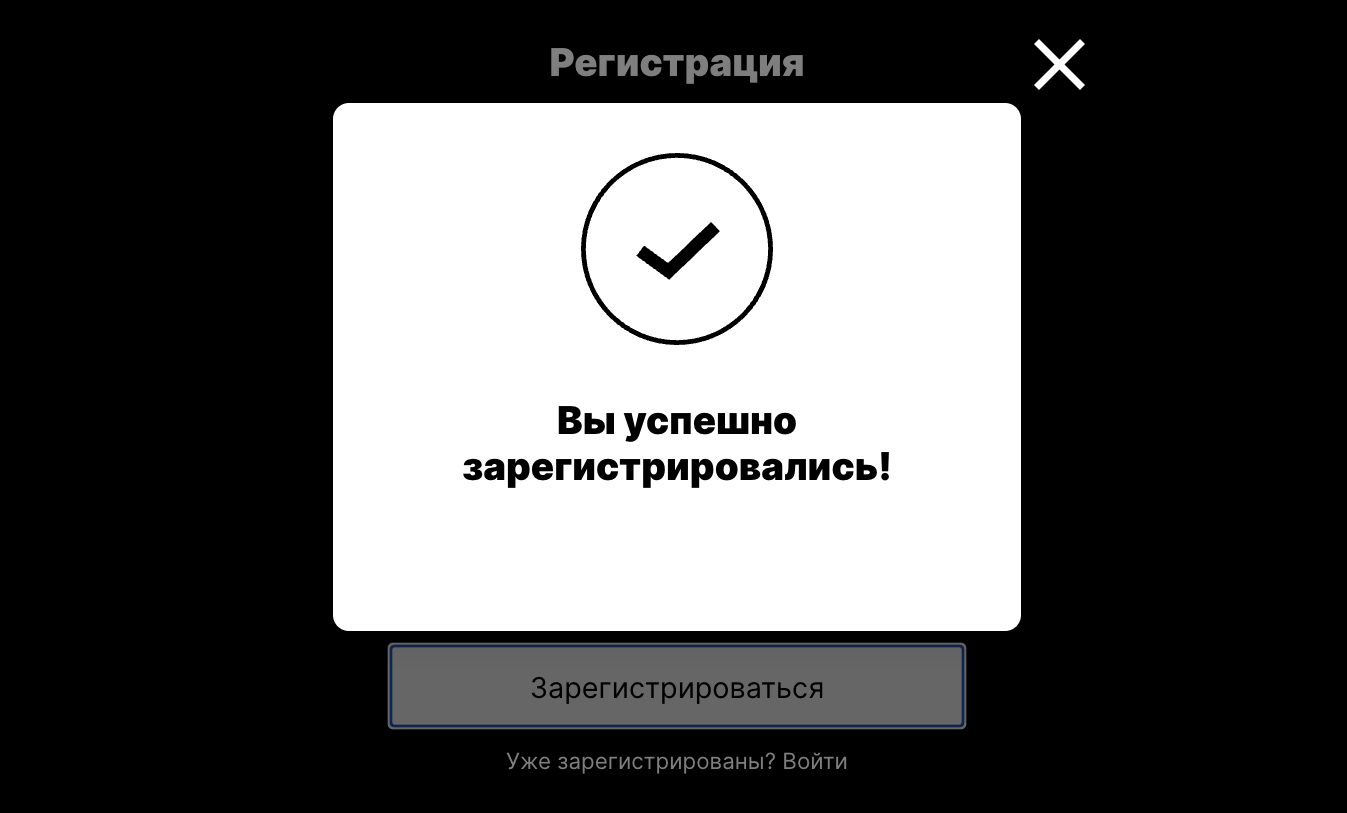 Регистрация
Вы успешно
зарегистрировались!
Зарегистрироваться
Уже зарегистрированы? Войти